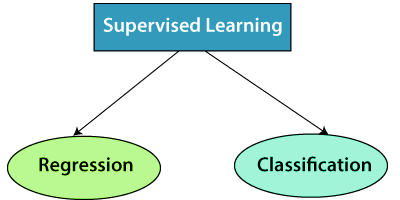 Supervised Learning
Regression
Classification